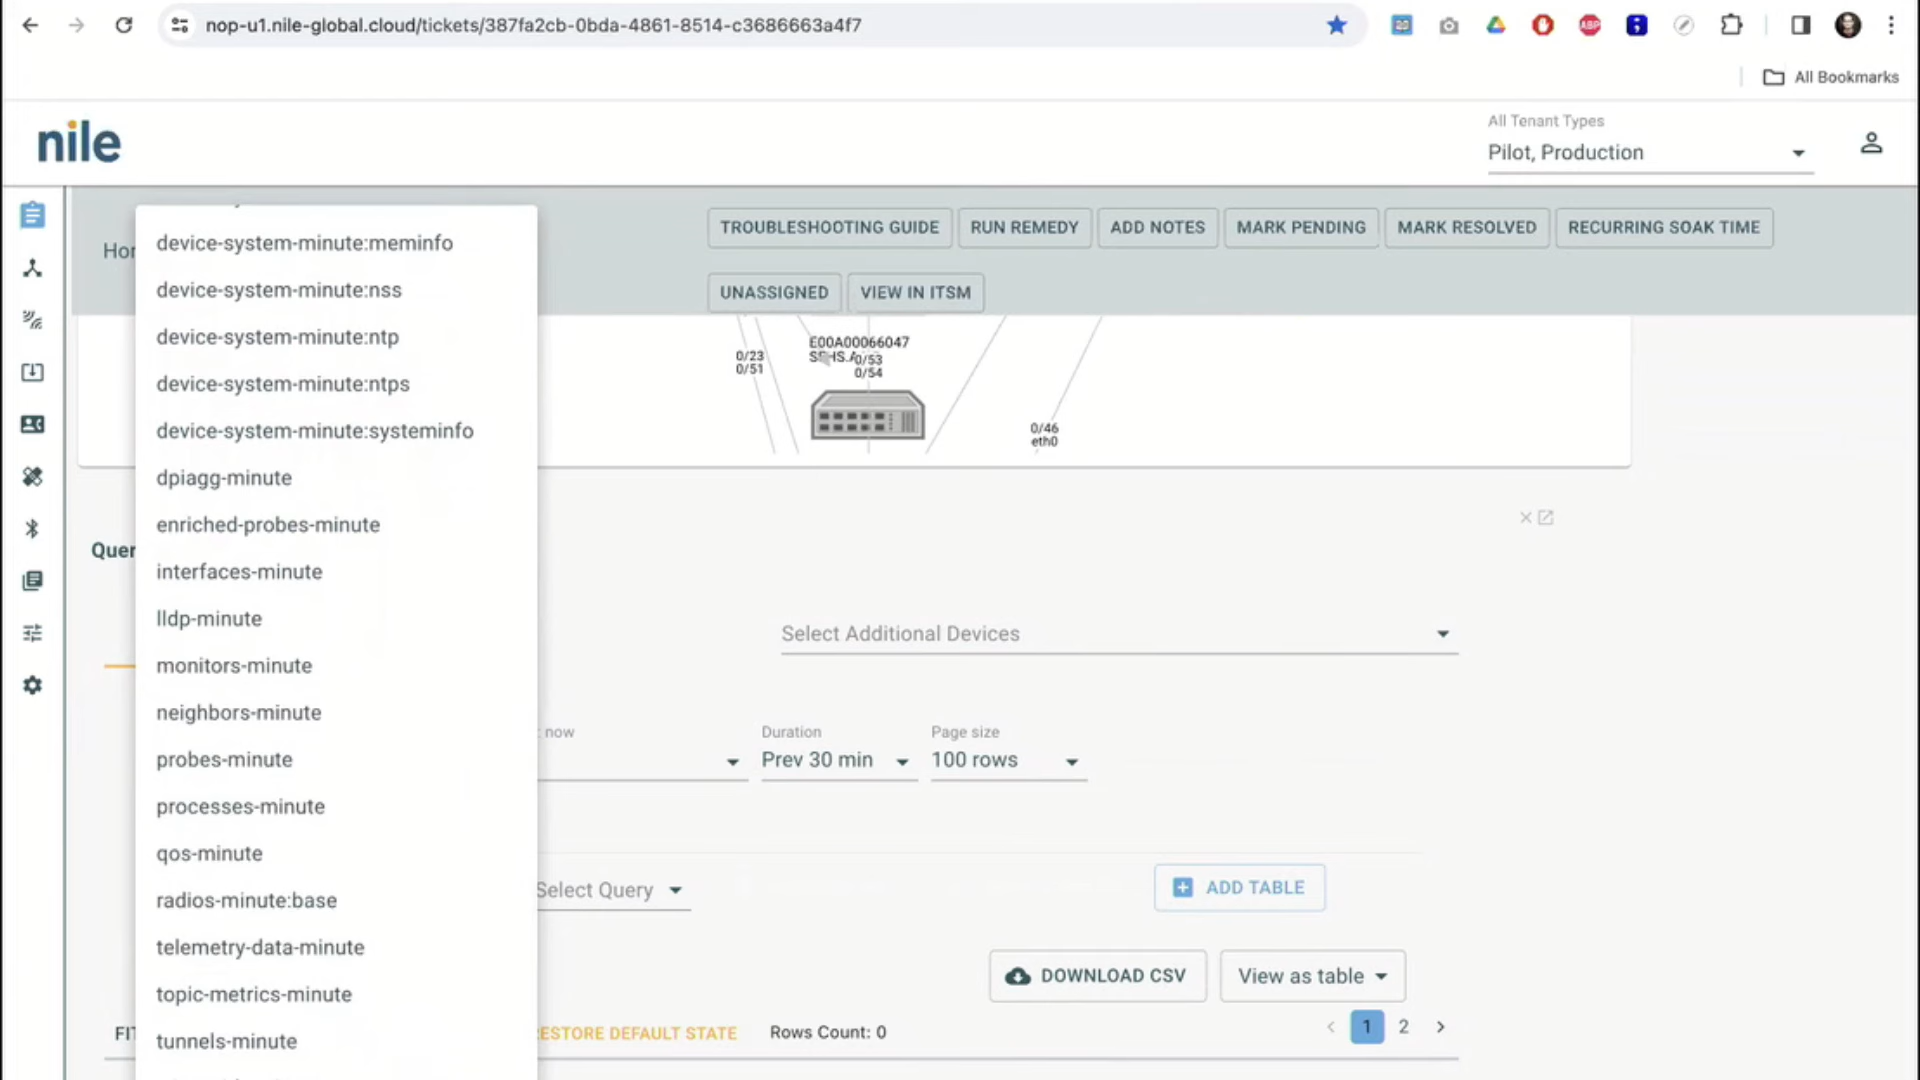 nop-u1.nile-global.cloud/tickets/387fa2cb-0bda-4861-8514-c3686663a4f7
All Bookmarks
nile
All Tenant Types
Pilot, Production
TROUBLESHOOTING GUIDE
RUN REMEDY
ADD NOTES
MARK PENDING
MARK RESOLVED
RECURRING SOAK TIME
UNASSIGNED
VIEW IN ITSM
Hor
device-system-minute:meminfo
device-system-minute:nss
device-system-minute:ntp
device-system-minute:ntps
device-system-minute:systeminfo
dpiagg-minute
enriched-probes-minute
interfaces-minute
lldp-minute
monitors-minute
neighbors-minute
probes-minute
processes-minute
qos-minute
radios-minute:base
telemetry-data-minute
topic-metrics-minute
tunnels-minute
0/23
0/51
E00A00066047
0/53
0/54
0/46
eth0
Quer
Select Additional Devices
: now
Duration
Prev 30 min
Page size
100 rows
Select Query
ADD TABLE
DOWNLOAD CSV
View as table
FIT
ESTORE DEFAULT STATE
Rows Count: 0
1
2